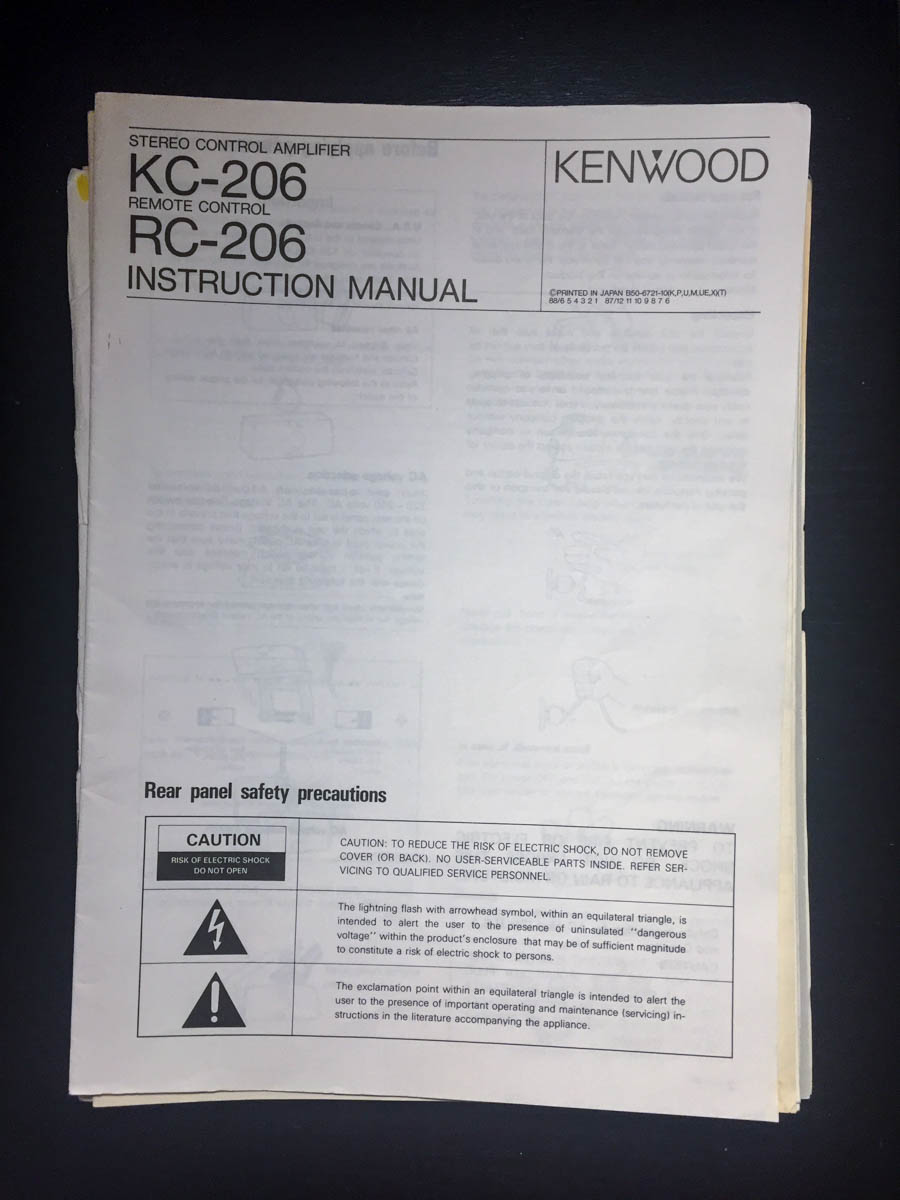 STEREO CONTROL AMPLIFIER
KC-206
REMOTE CONTROL
RC-206
INSTRUCTION MANUAL
KENWOOD
©PRINTED IN JAPAN B50-6721-10(K,P,U,M,UE,X)(T)
88/6 5 4 3 2 1 87/12 11 10 9 8 7 6
Rear panel safety precautions
CAUTION
RISK OF ELECTRIC SHOCK
DO NOT OPEN
CAUTION: TO REDUCE THE RISK OF ELECTRIC SHOCK, DO NOT REMOVE
COVER (OR BACK). NO USER-SERVICEABLE PARTS INSIDE. REFER SER-
VICING TO QUALIFIED SERVICE PERSONNEL.
The lightning flash with arrowhead symbol, within an equilateral triangle, is
intended to alert the user to the presence of uninsulated "dangerous
voltage" within the product's enclosure that may be of sufficient magnitude
to constitute a risk of electric shock to persons.
The exclamation point within an equilateral triangle is intended to alert the
user to the presence of important operating and maintenance (servicing) in-
structions in the literature accompanying the appliance.